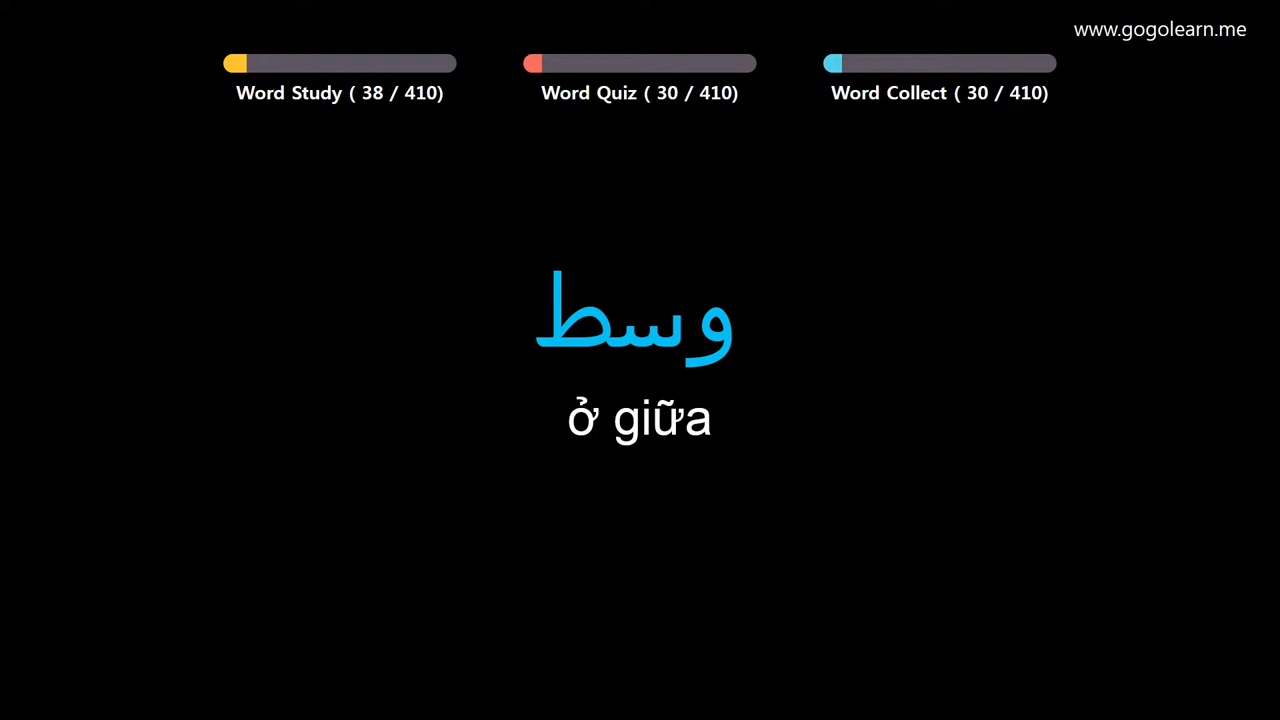 www.gogolearn.me
Word Study ( 38 / 410)
Word Quiz ( 30 / 410)
Word Collect ( 30 / 410)
وسط
ở giữa